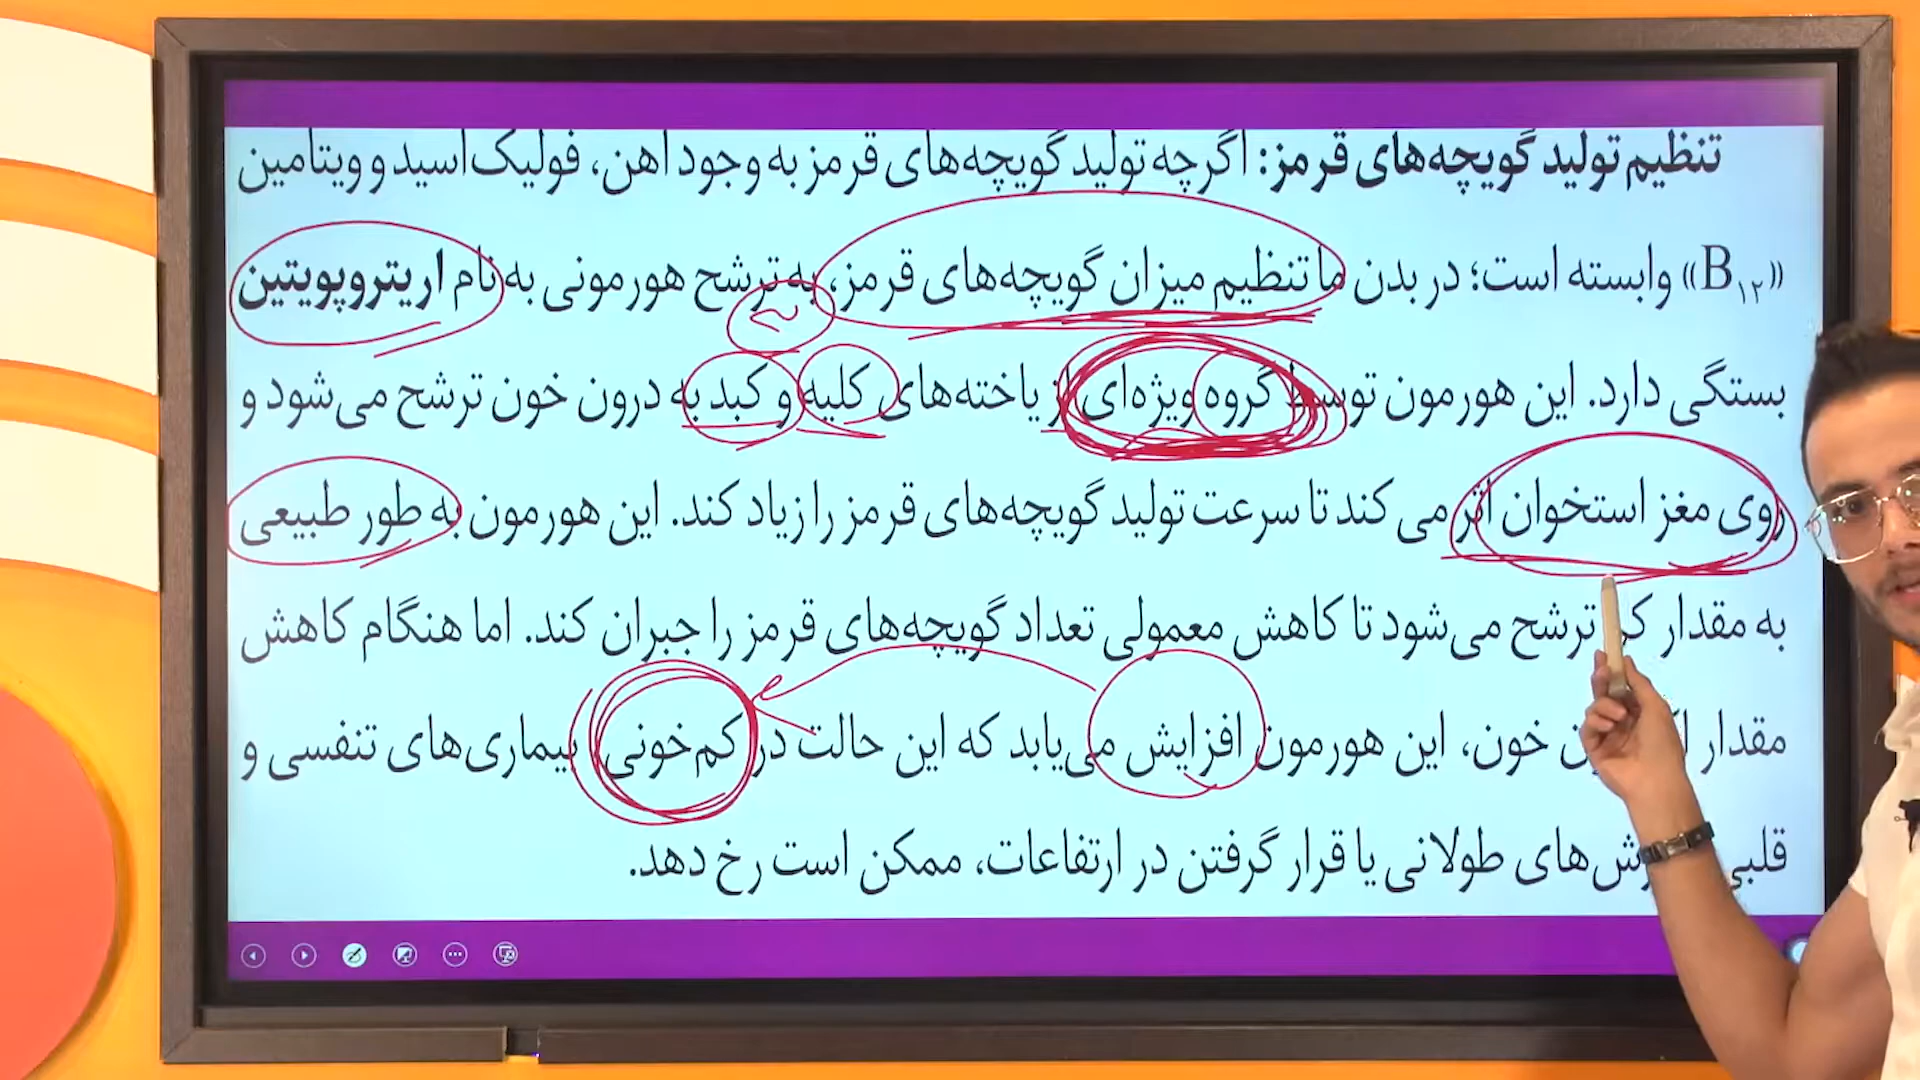 تنظیم تولید گویچه‌های قرمز: اگرچه تولید گویچه‌های قرمز به وجود آهن، فولیک‌اسید و ویتامین
«B۱۲» وابسته است؛ در بدن ما تنظیم میزان گویچه‌های قرمز، به ترشح هورمونی به نام اریتروپویتین
بستگی دارد. این هورمون توسط گروه ویژه‌ای از یاخته‌های کلیه و کبد به درون خون ترشح می‌شود و
روی مغز استخوان اثر می کند تا سرعت تولید گویچه‌های قرمز را زیاد کند. این هورمون به طور طبیعی
به مقدار ترشح می‌شود تا کاهش معمولی تعداد گویچه‌های قرمز را جبران کند. اما هنگام کاهش
مقدار خون، این هورمون افزایش می‌یابد که این حالت در کم‌خونی بیماری‌های تنفسی و
قلبی های طولانی یا قرار گرفتن در ارتفاعات، ممکن است رخ دهد.